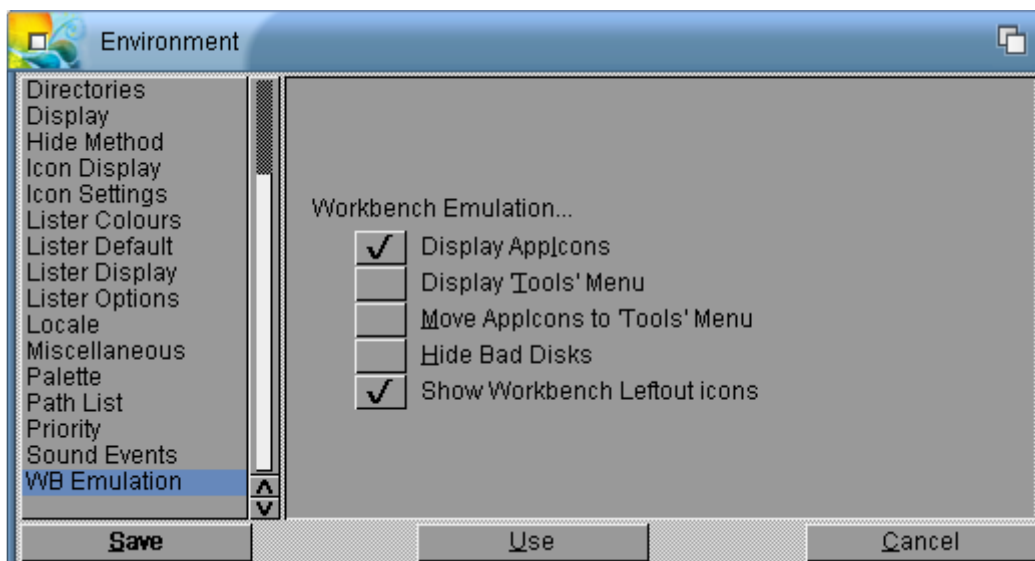 Environment
Directories
Display
Hide Method
Icon Display
Icon Settings
Lister Colours
Lister Default
Lister Display
Lister Options
Locale
Miscellaneous
Palette
Path List
Priority
Sound Events
WB Emulation
Workbench Emulation...
Display AppIcons
Display 'Tools' Menu
Move AppIcons to 'Tools' Menu
Hide Bad Disks
Show Workbench Leftout icons
Save
Use
Cancel